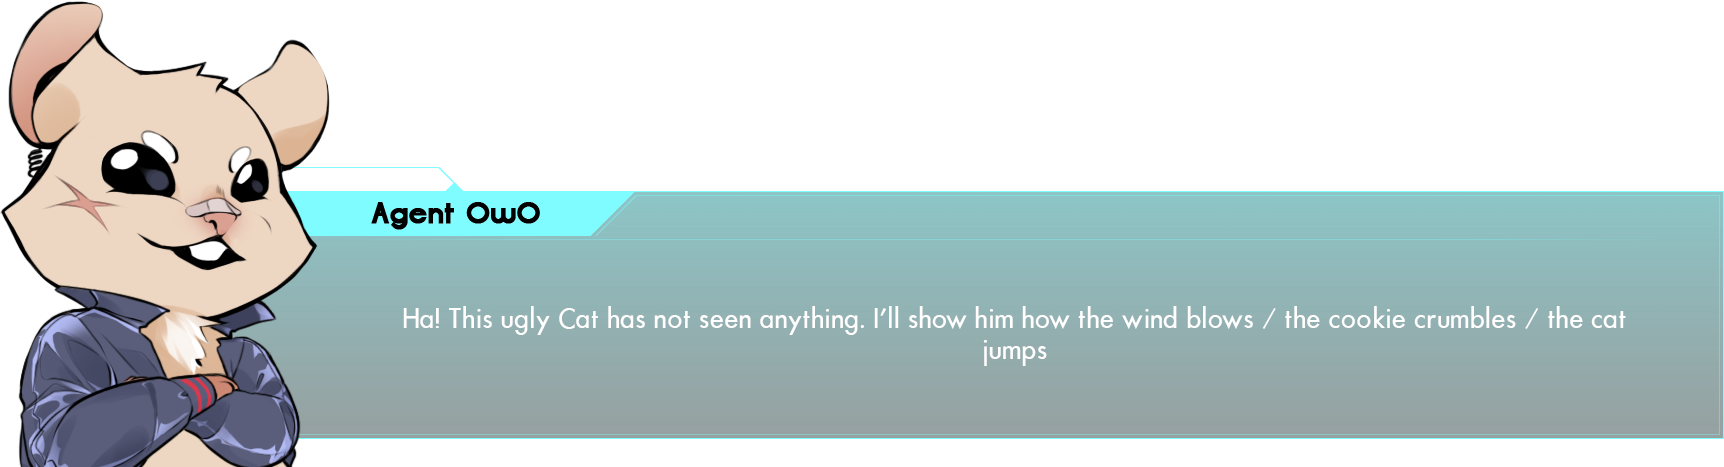 Agent OwO
Ha! This ugly Cat has not seen anything. I'll show him how the wind blows / the cookie crumbles / the cat
jumps